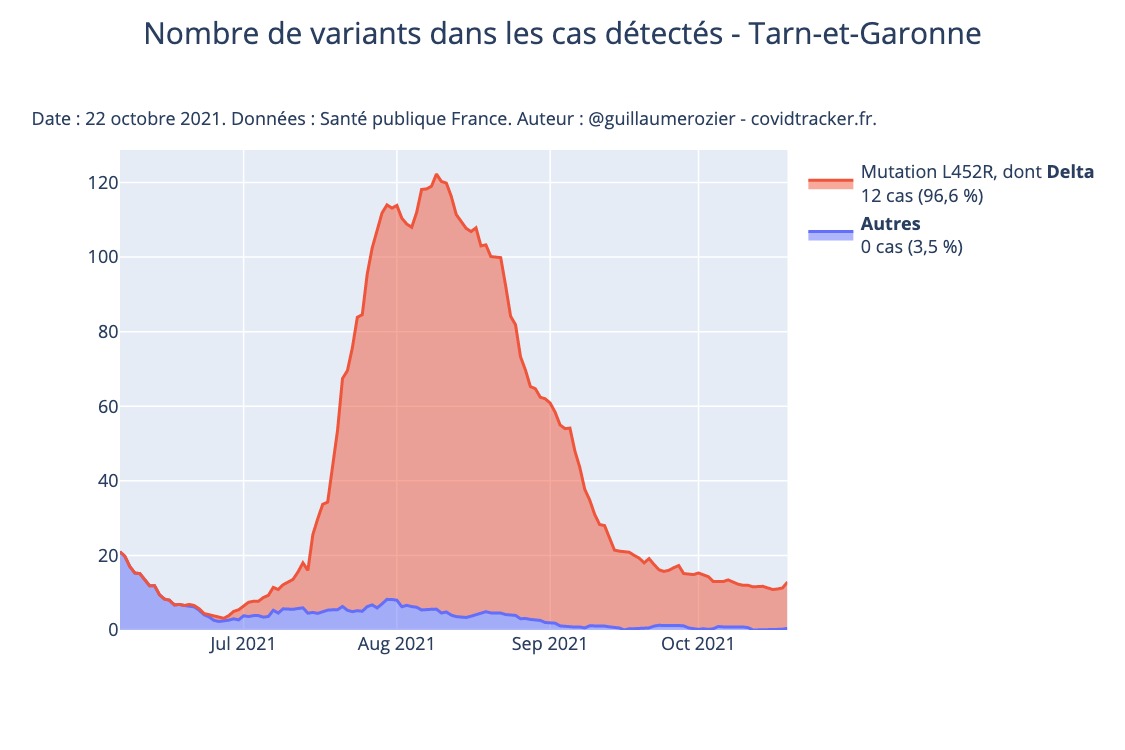 Nombre de variants dans les cas détectés - Tarn-et-Garonne
Date : 22 octobre 2021. Données : Santé publique France. Auteur : @guillaumerozier - covidtracker.fr.
Mutation L452R, dont Delta
12 cas (96,6 %)
Autres
0 cas (3,5 %)
120
100
80
60
40
20
0
Jul 2021
Aug 2021
Sep 2021
Oct 2021